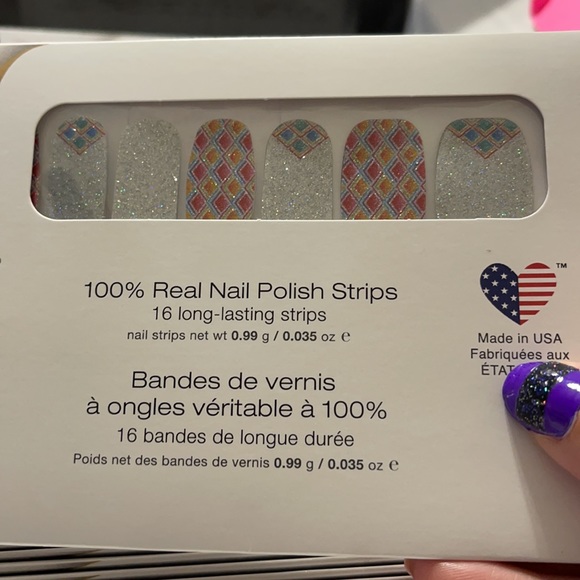 100% Real Nail Polish Strips
16 long-lasting strips
nail strips net wt 0.99 g / 0.035 oz e
Bandes de vernis
à ongles véritable à 100%
16 bandes de longue durée
Poids net des bandes de vernis 0.99 g / 0.035 oz e
TM
Made in USA
Fabriquées aux